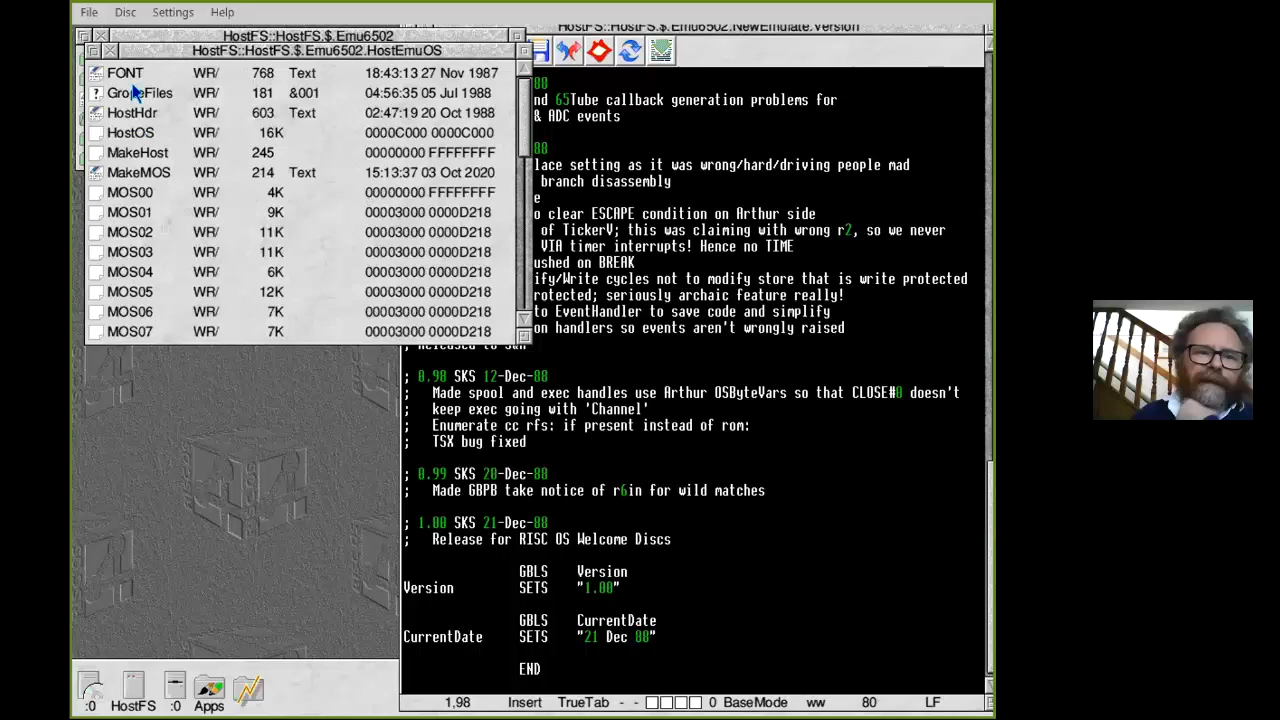 File Disc Settings Help
HostFS::HostFS.$.Emu6502.NewEmulate.Version
HostFS::HostFS.$.Emu6502
HostFS::HostFS.$.Emu6502.HostEmuOS
FONT WR/ 768 Text 18:43:13 27 Nov 1987
WR/ 181 &001 04:56:35 05 Jul 1988
HostHdr WR/ 603 Text 02:47:19 20 Oct 1988
HostOS WR/ 16K 0000C000 0000C000
MakeHost WR/ 245 00000000 FFFFFFFF
MakeMOS WR/ 214 Text 15:13:37 03 Oct 2020
MOS00 WR/ 4K 00000000 FFFFFFFF
MOS01 WR/ 9K 00003000 0000D218
MOS02 WR/ 11K 00003000 0000D218
MOS03 WR/ 11K 00003000 0000D218
MOS04 WR/ 6K 00003000 0000D218
MOS05 WR/ 12K 00003000 0000D218
MOS06 WR/ 7K 00003000 0000D218
MOS07 WR/ 7K 00003000 0000D218
88
nd 65Tube callback generation problems for
& ADC events
88
lace setting as it was wrong/hard/driving people mad
branch disassembly
e
o clear ESCAPE condition on Arthur side
of TickerV; this was claiming with wrong r2, so we never
VIA timer interrupts! Hence no TIME
ushed on BREAK
ify/Write cycles not to modify store that is write protected
rotected; seriously archaic feature really!
to EventHandler to save code and simplify
on handlers so events aren't wrongly raised
; 0.98 SKS 12-Dec-88
; Made spool and exec handles use Arthur OSByteVars so that CLOSE#0 doesn't
; keep exec going with 'Channel'
; Enumerate cc rfs: if present instead of rom:
; TSX bug fixed
; 0.99 SKS 20-Dec-88
; Made GBPB take notice of r6in for wild matches
; 1.00 SKS 21-Dec-88
; Release for RISC OS Welcome Discs
GBLS Version
Version SETS "1.00"
GBLS CurrentDate
CurrentDate SETS "21 Dec 88"
END
:0 HostFS :0 Apps
1,98 Insert TrueTab - - 0 BaseMode ww 80 LF